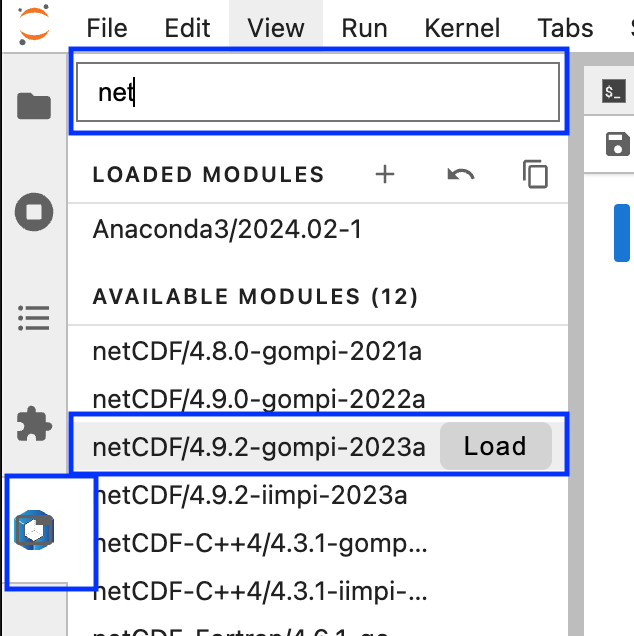 File Edit View Run Kernel Tabs
net
$_
LOADED MODULES
Anaconda3/2024.02-1
AVAILABLE MODULES (12)
netCDF/4.8.0-gompi-2021a
netCDF/4.9.0-gompi-2022a
netCDF/4.9.2-gompi-2023a Load
netCDF/4.9.2-iimpi-2023a
netCDF-C++4/4.3.1-gomp...
netCDF-C++4/4.3.1-iimpi-...